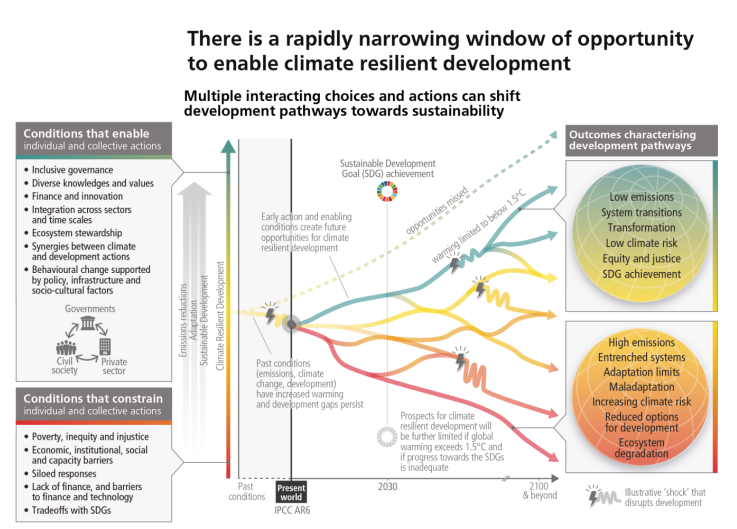 There is a rapidly narrowing window of opportunity
to enable climate resilient development
Multiple interacting choices and actions can shift
development pathways towards sustainability
Conditions that enable
individual and collective actions
• Inclusive governance
• Diverse knowledges and values
• Finance and innovation
• Integration across sectors
and time scales
• Ecosystem stewardship
• Synergies between climate
and development actions
• Behavioural change supported
by policy, infrastructure and
socio-cultural factors
Governments
Civil
society
Private
sector
Conditions that constrain
individual and collective actions
• Poverty, inequity and injustice
• Economic, institutional, social
and capacity barriers
• Siloed responses
• Lack of finance, and barriers
to finance and technology
• Tradeoffs with SDGs
Emissions reductions
Adaptation
Sustainable Development
Climate Resilient Development
Sustainable Development
Goal (SDG) achievement
Early action and enabling
conditions create future
opportunities for climate
resilient development
opportunities missed
warming limited to below 1.5°C
Past conditions
(emissions, climate
change, development)
have increased warming
and development gaps persist
Prospects for climate
resilient development will
be further limited if global
warming exceeds 1.5°C and
if progress towards the SDGs
is inadequate
Past
conditions
Present
world
IPCC AR6
2030
2100
& beyond
Outcomes characterising
development pathways
Low emissions
System transitions
Transformation
Low climate risk
Equity and justice
SDG achievement
High emissions
Entrenched systems
Adaptation limits
Maladaptation
Increasing climate risk
Reduced options
for development
Ecosystem
degradation
Illustrative 'shock' that
disrupts development